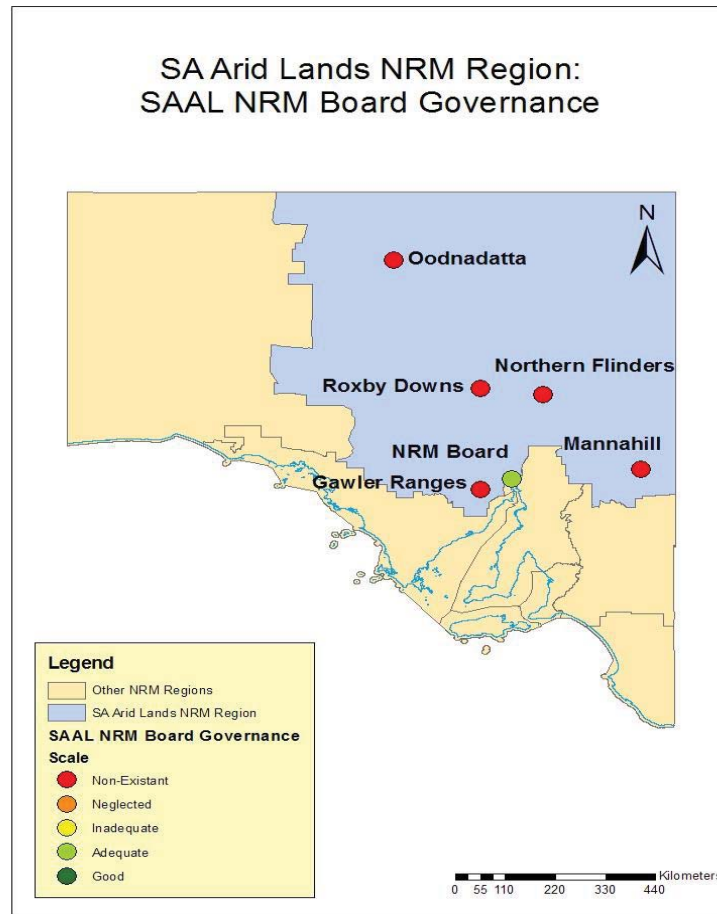 SA Arid Lands NRM Region:
SAAL NRM Board Governance
N
Oodnadatta
Northern Flinders
Roxby Downs
NRM Board
Mannahill
Gawler Ranges
Legend
Other NRM Regions
SA Arid Lands NRM Region
SAAL NRM Board Governance
Scale
Non-Existant
Neglected
Inadequate
Adequate
Good
Kilometers
0 55 110 220 330 440